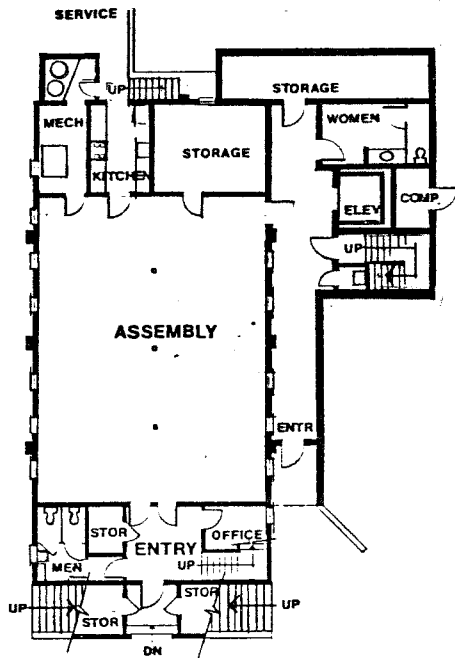 SERVICE
UP
STORAGE
MECH
WOMEN
STORAGE
KITCHEN
ELEV
COMP.
UP
ASSEMBLY
ENTR
STOR
OFFICE
ENTRY
MEN
UP
STOR
UP
UP
STOR
DN